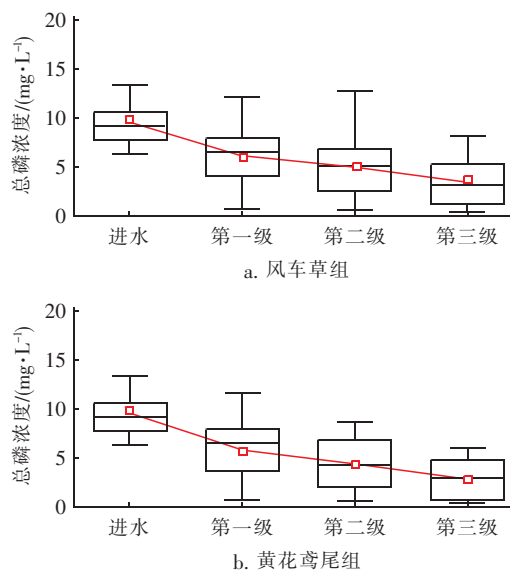 总磷浓度/(mg·L⁻¹)
20
15
10
5
0
进水 第一级 第二级 第三级
a. 风车草组
总磷浓度/(mg·L⁻¹)
20
15
10
5
0
进水 第一级 第二级 第三级
b. 黄花鸢尾组